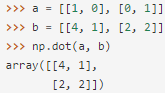 >>> a = [[1, 0], [0, 1]]
>>> b = [[4, 1], [2, 2]]
>>> np.dot(a, b)
array([[4, 1],
       [2, 2]])